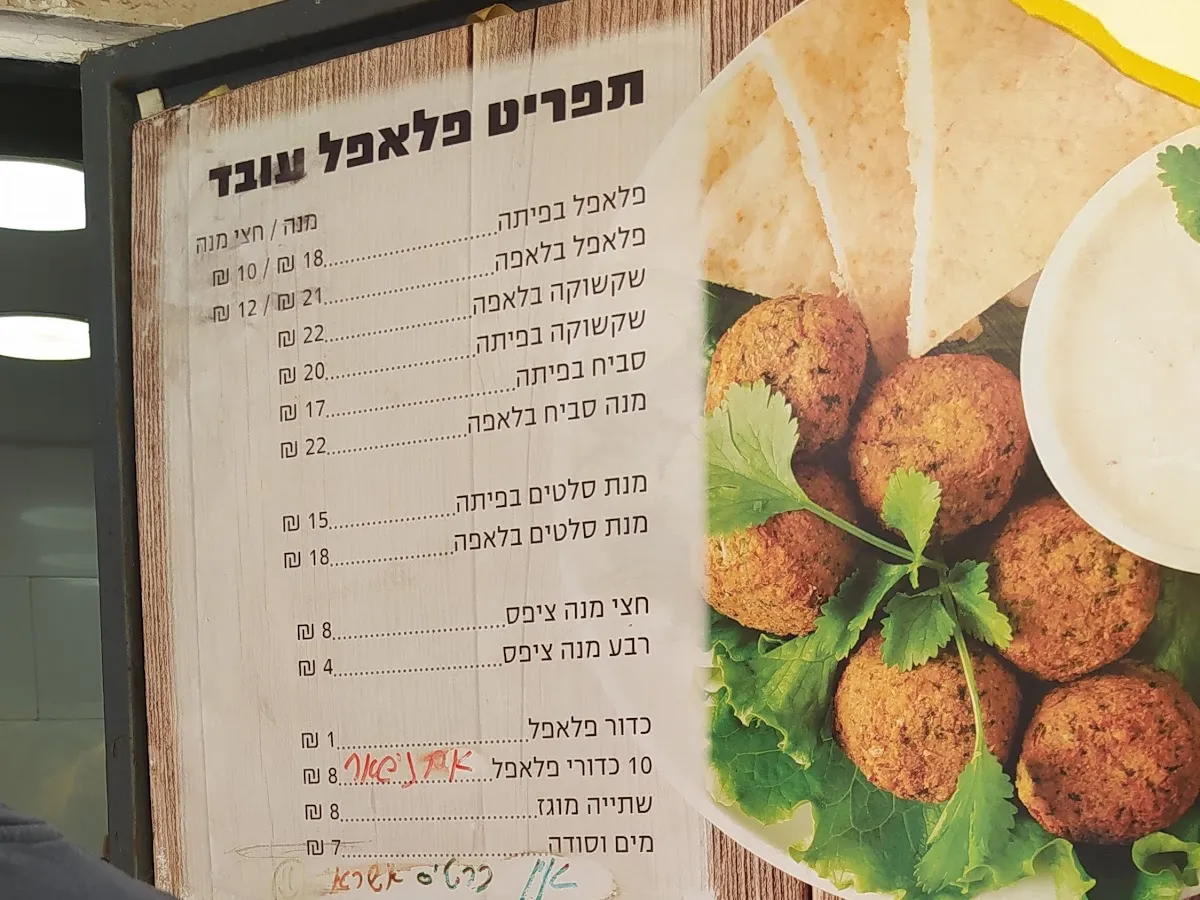 תפריט פלאפל עובד
מנה / חצי מנה
פלאפל בפיתה 18 ₪ / 10 ₪
פלאפל בלאפה 21 ₪ / 12 ₪
שקשוקה בלאפה 22 ₪
שקשוקה בפיתה 20 ₪
סביח בפיתה 17 ₪
מנה סביח בלאפה 22 ₪
מנת סלטים בפיתה 15 ₪
מנת סלטים בלאפה 18 ₪
חצי מנה ציפס 8 ₪
רבע מנה ציפס 4 ₪
כדור פלאפל 1 ₪
10 כדורי פלאפל 8 ₪
שתייה מוגז 8 ₪
מים וסודה 7 ₪
אין כרטיס אשראי